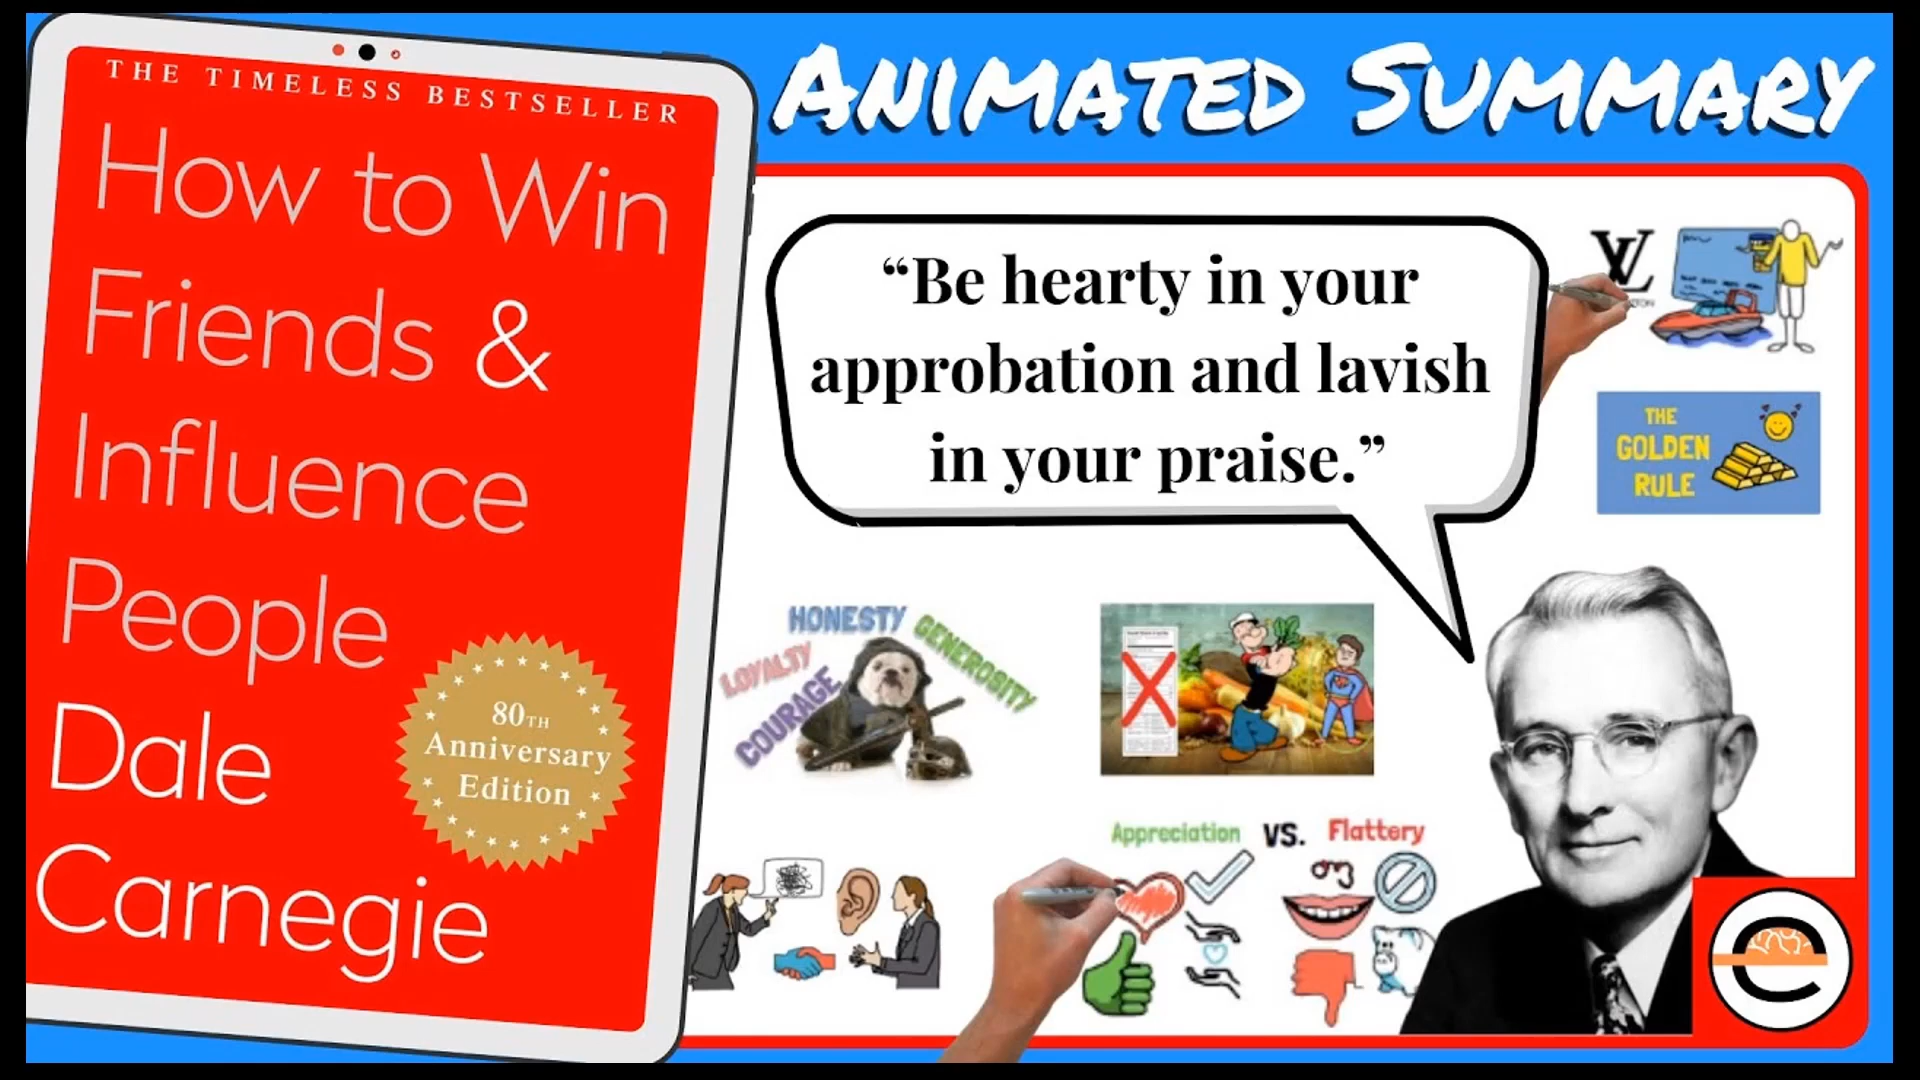 THE TIMELESS BESTSELLER
How to Win
Friends &
Influence
People
Dale
Carnegie
80TH
Anniversary
Edition
ANIMATED SUMMARY
“Be hearty in your
approbation and lavish
in your praise.”
LV
THE
GOLDEN
RULE
HONESTY
GENEROSITY
LOYALTY
COURAGE
Appreciation VS. Flattery